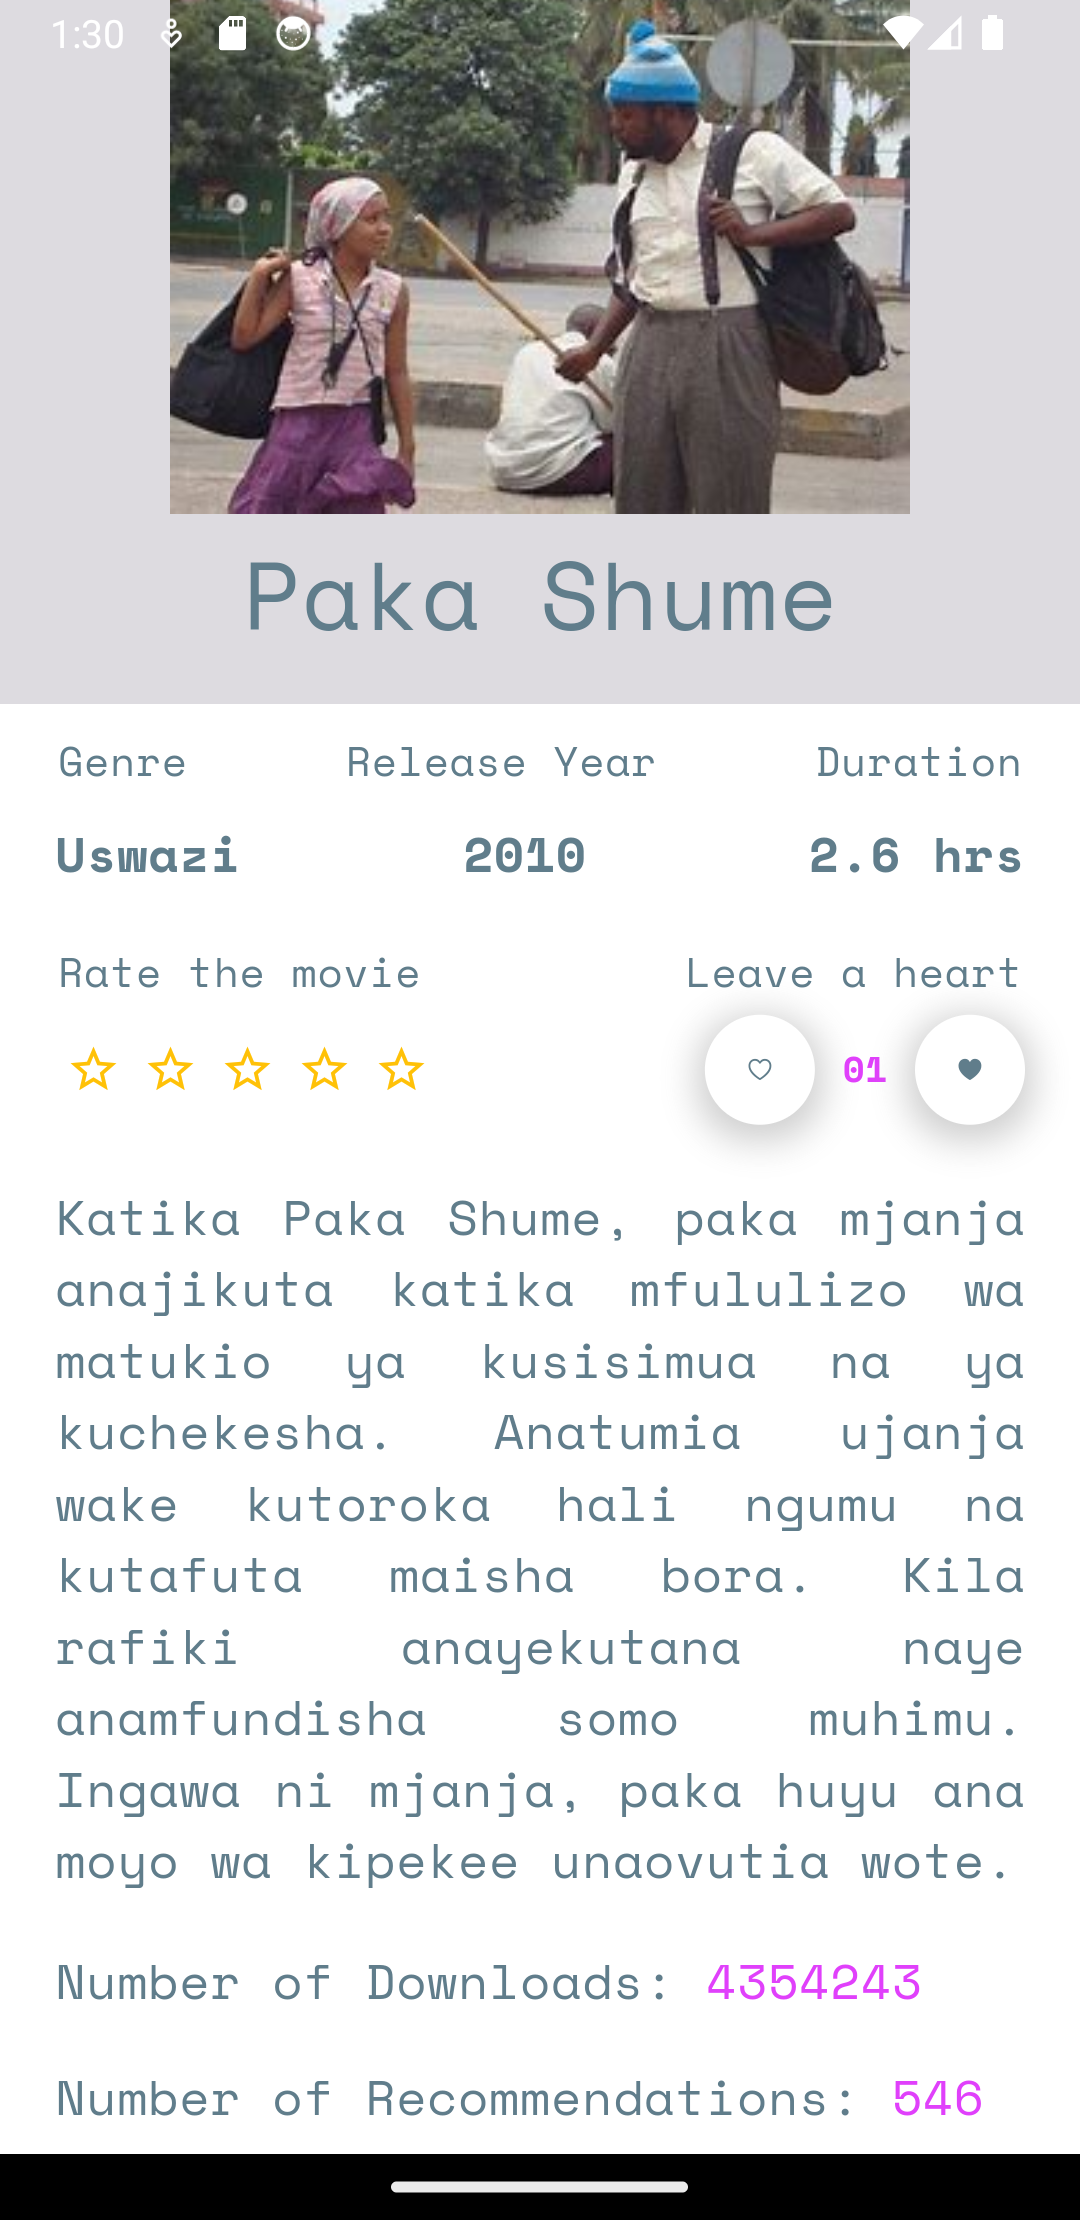 1:30
Paka Shume
Genre Release Year Duration
Uswazi 2010 2.6 hrs
Rate the movie Leave a heart
01
Katika Paka Shume, paka mjanja
anajikuta katika mfululizo wa
matukio ya kusisimua na ya
kuchekesha. Anatumia ujanja
wake kutoroka hali ngumu na
kutafuta maisha bora. Kila
rafiki anayekutana naye
anamfundisha somo muhimu.
Ingawa ni mjanja, paka huyu ana
moyo wa kipekee unaovutia wote.
Number of Downloads: 4354243
Number of Recommendations: 546